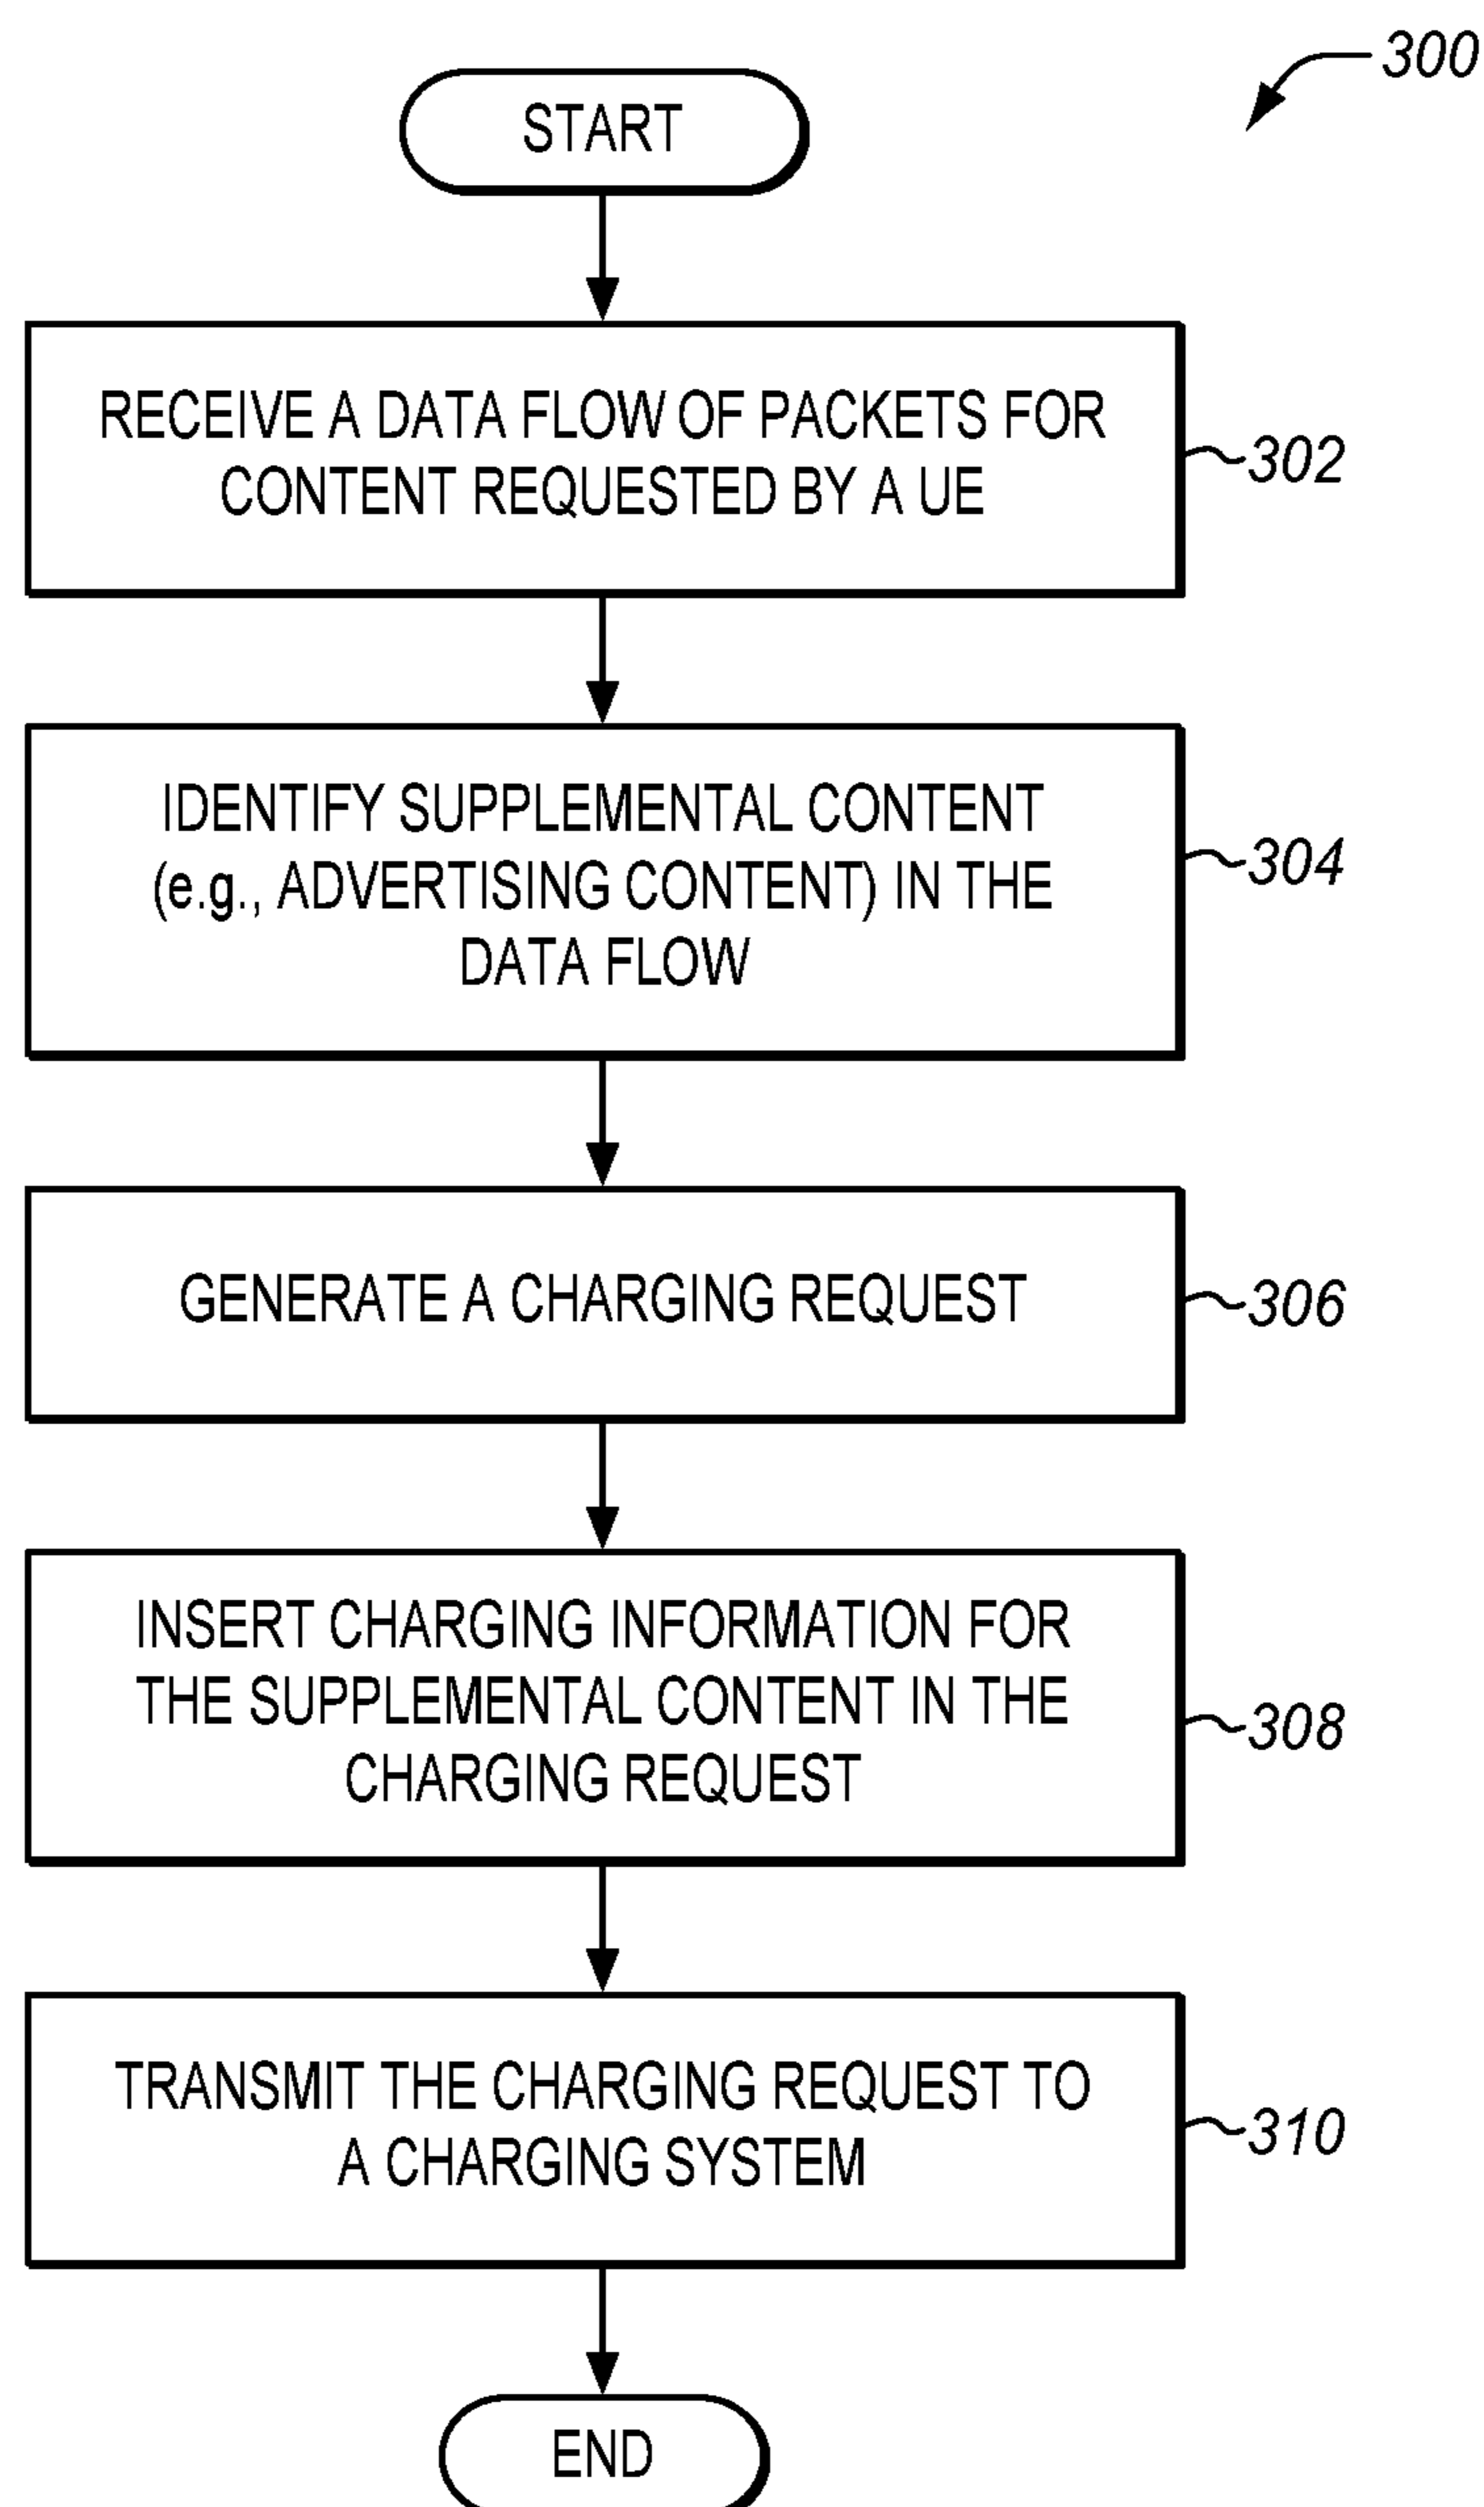 300
START
RECEIVE A DATA FLOW OF PACKETS FOR
CONTENT REQUESTED BY A UE
302
IDENTIFY SUPPLEMENTAL CONTENT
(e.g., ADVERTISING CONTENT) IN THE
DATA FLOW
304
GENERATE A CHARGING REQUEST
306
INSERT CHARGING INFORMATION FOR
THE SUPPLEMENTAL CONTENT IN THE
CHARGING REQUEST
308
TRANSMIT THE CHARGING REQUEST TO
A CHARGING SYSTEM
310
END